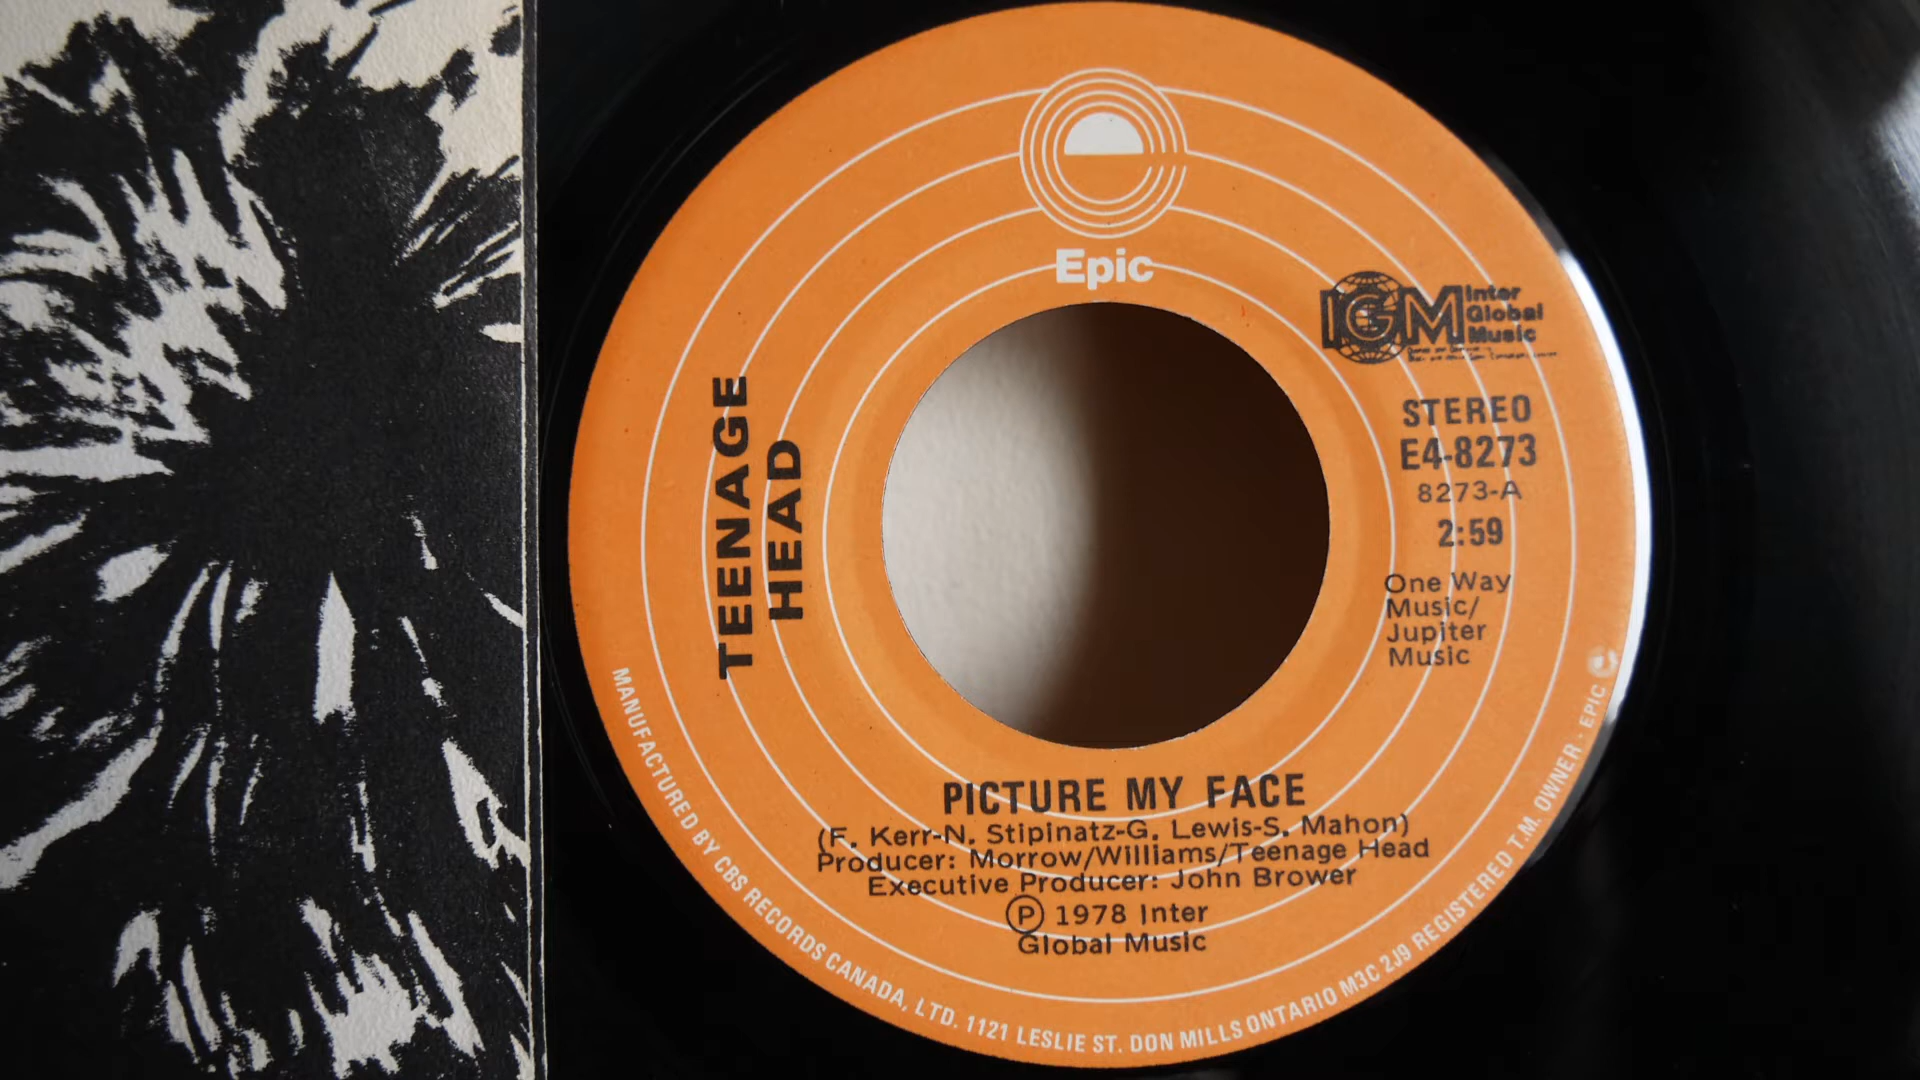 Epic
IGM Inter
Global
Music
TEENAGE
HEAD
STEREO
E4-8273
8273-A
2:59
One Way
Music/
Jupiter
Music
PICTURE MY FACE
(F. Kerr-N. Stipinatz-G. Lewis-S. Mahon)
Producer: Morrow/Williams/Teenage Head
Executive Producer: John Brower
Ⓟ 1978 Inter
Global Music
MANUFACTURED BY CBS RECORDS CANADA, LTD. 1121 LESLIE ST. DON MILLS ONTARIO M3C 2J9 REGISTERED T.M. OWNER - EPIC